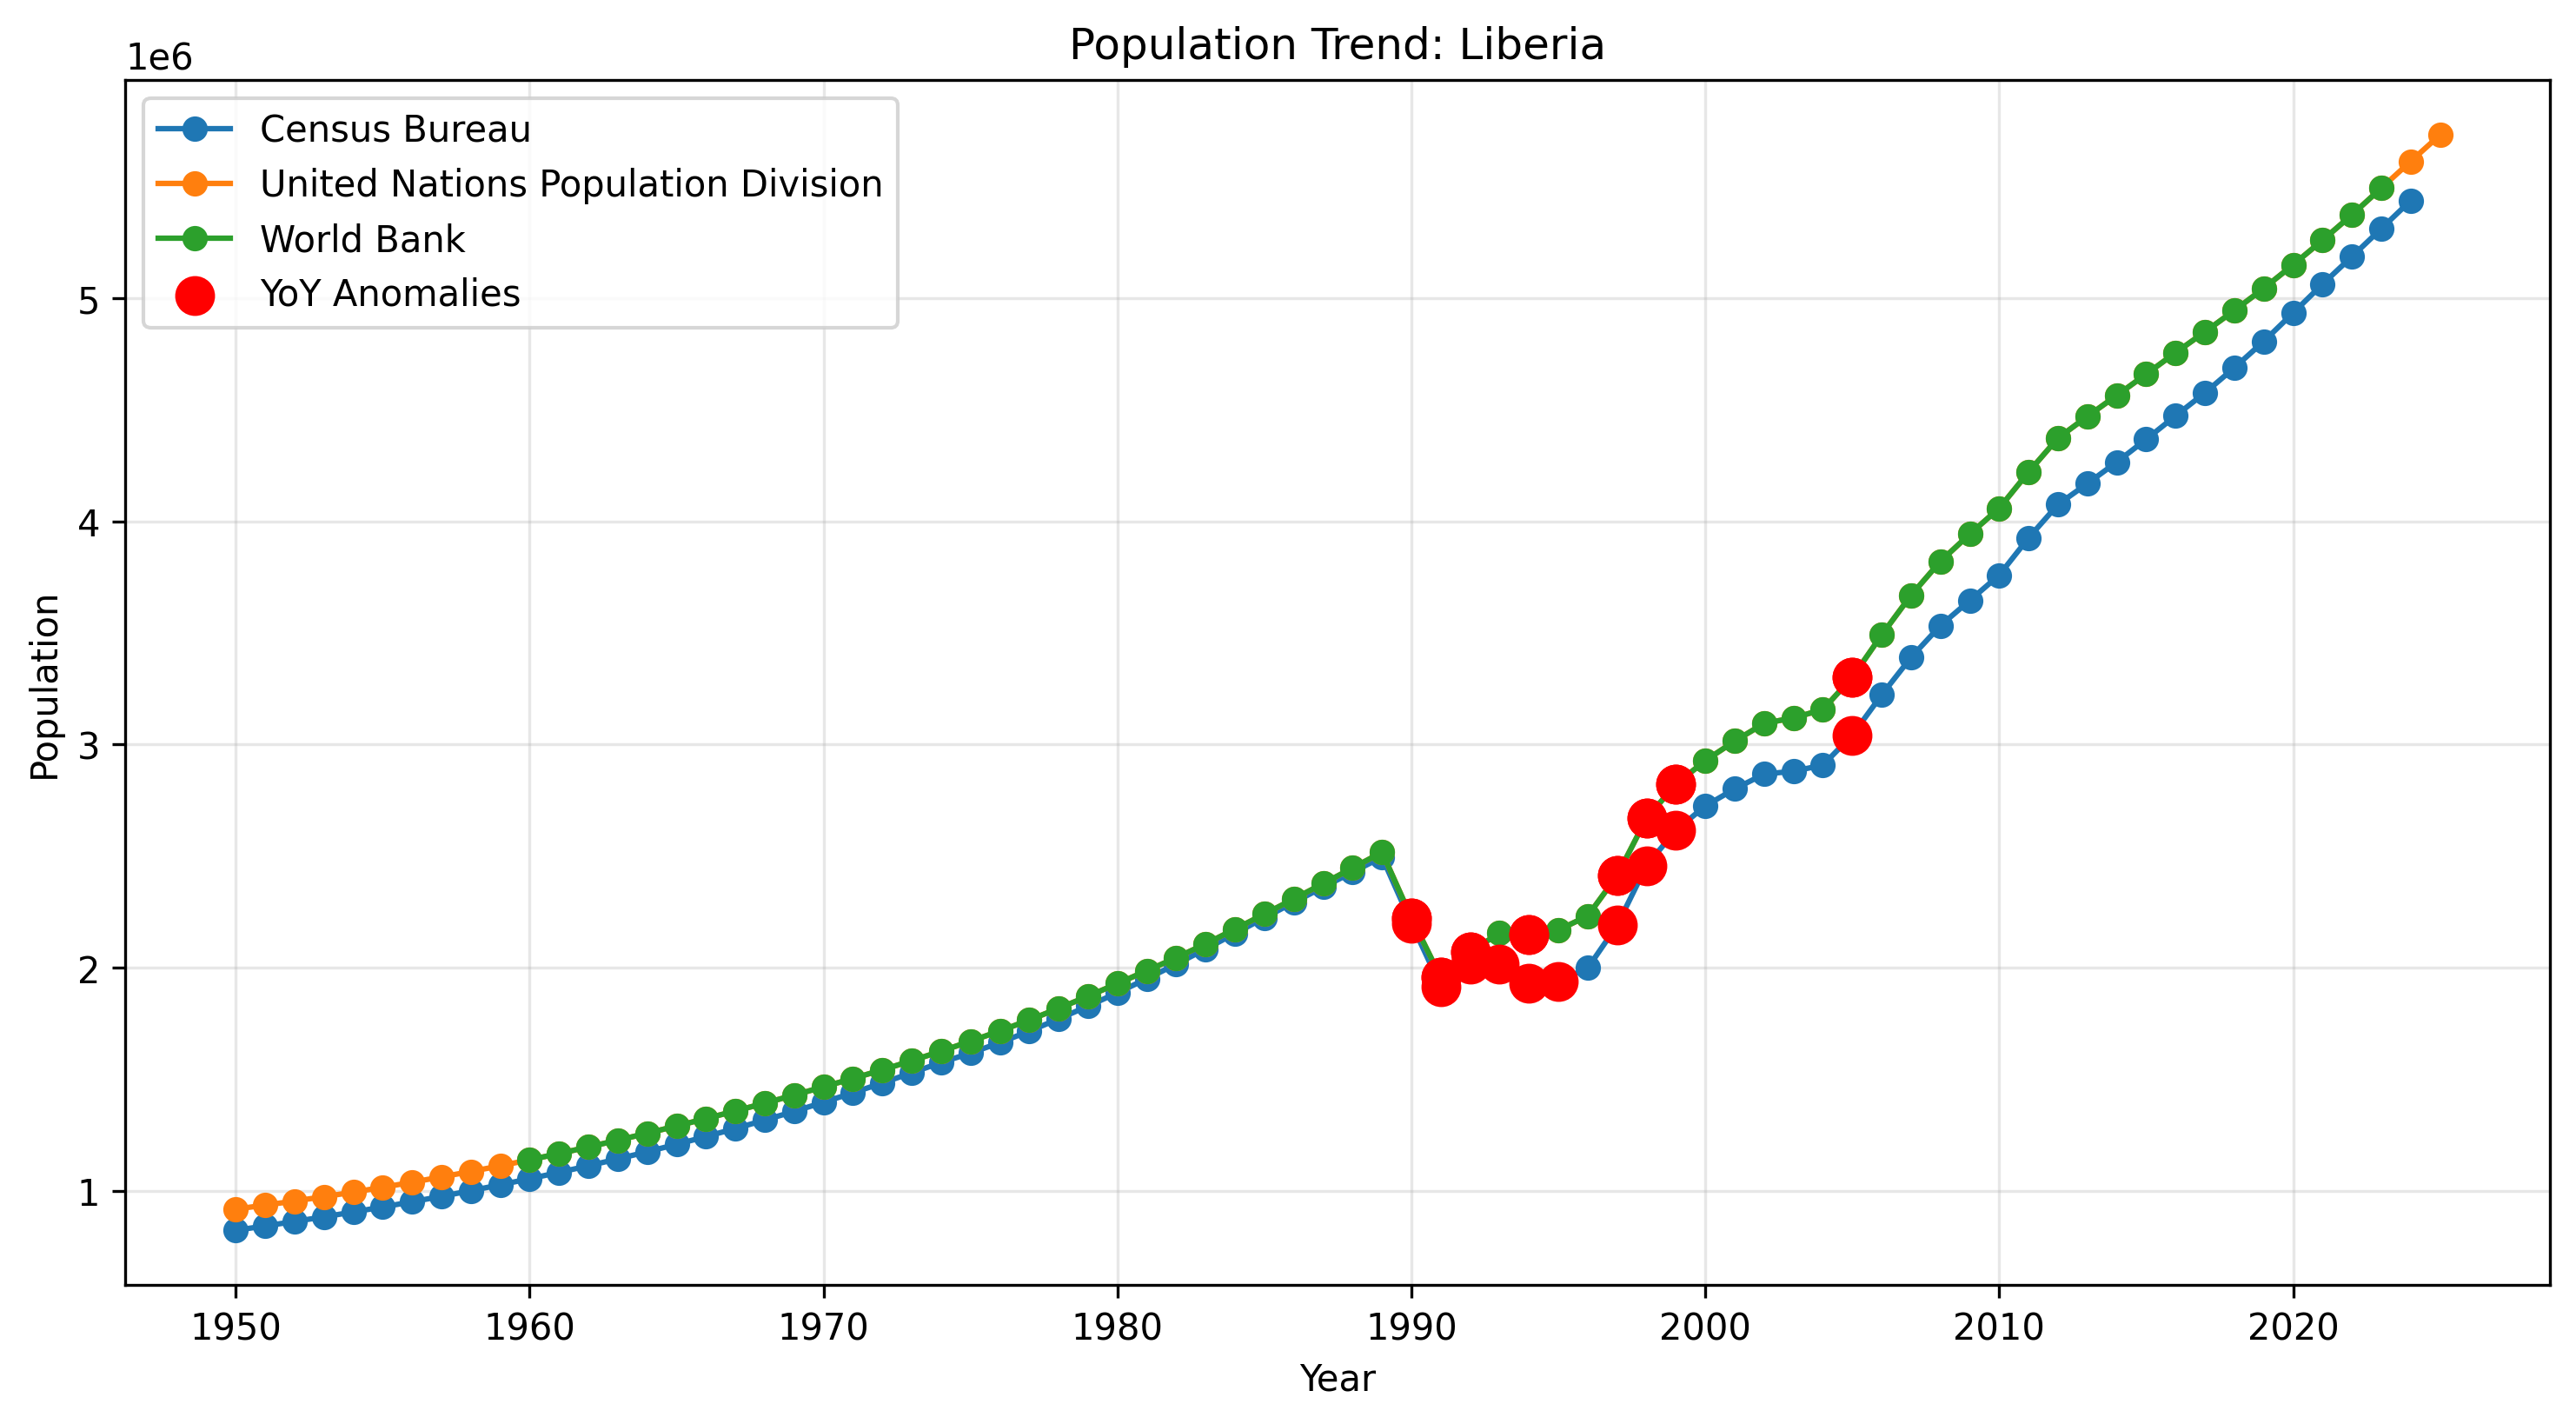 Population Trend: Liberia
1e6
Census Bureau
United Nations Population Division
World Bank
YoY Anomalies
5
4
3
2
1
Population
1950 1960 1970 1980 1990 2000 2010 2020
Year